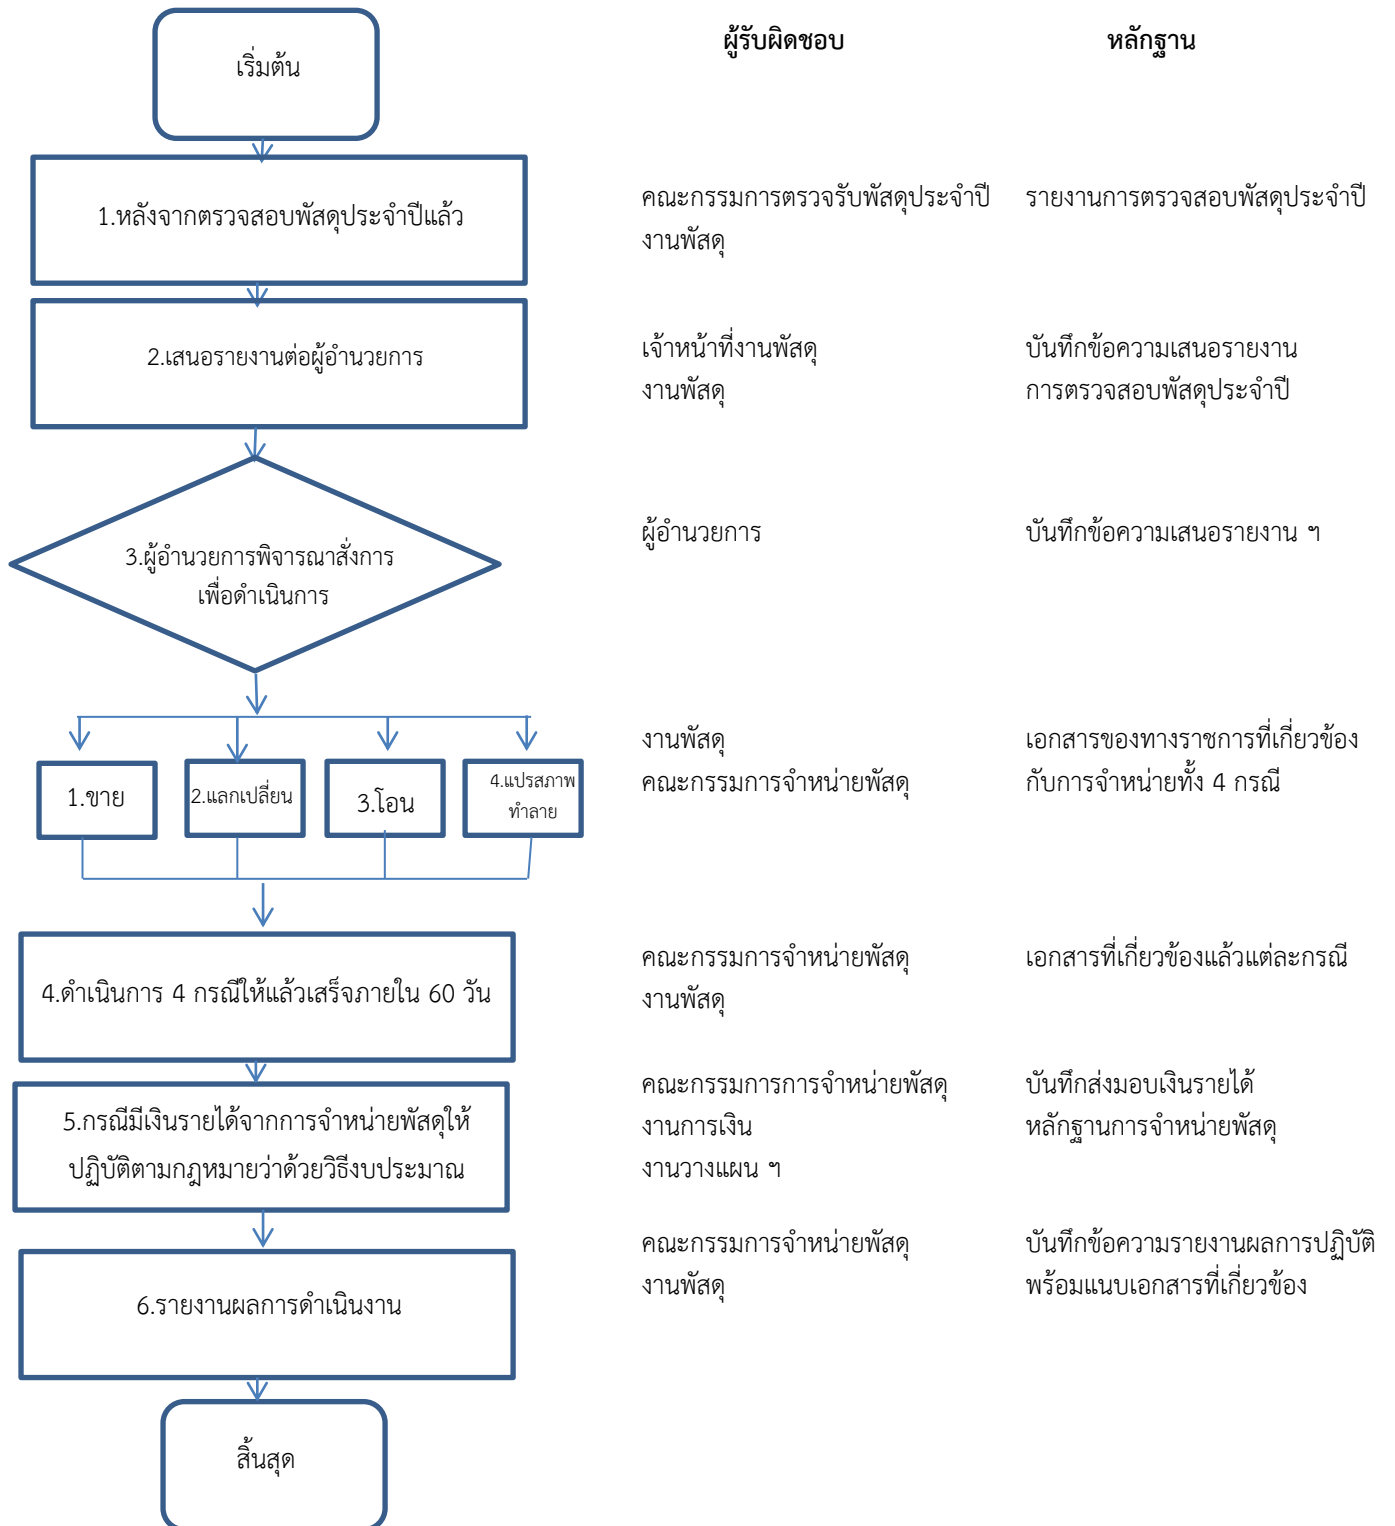 เริ่มต้น
ผู้รับผิดชอบ
หลักฐาน
1.หลังจากตรวจสอบพัสดุประจำปีแล้ว
คณะกรรมการตรวจรับพัสดุประจำปี
งานพัสดุ
รายงานการตรวจสอบพัสดุประจำปี
2.เสนอรายงานต่อผู้อำนวยการ
เจ้าหน้าที่งานพัสดุ
งานพัสดุ
บันทึกข้อความเสนอรายงาน
การตรวจสอบพัสดุประจำปี
3.ผู้อำนวยการพิจารณาสั่งการ
เพื่อดำเนินการ
ผู้อำนวยการ
บันทึกข้อความเสนอรายงาน ฯ
1.ขาย
2.แลกเปลี่ยน
3.โอน
4.แปรสภาพ
ทำลาย
งานพัสดุ
คณะกรรมการจำหน่ายพัสดุ
เอกสารของทางราชการที่เกี่ยวข้อง
กับการจำหน่ายทั้ง 4 กรณี
4.ดำเนินการ 4 กรณีให้แล้วเสร็จภายใน 60 วัน
คณะกรรมการจำหน่ายพัสดุ
งานพัสดุ
เอกสารที่เกี่ยวข้องแล้วแต่ละกรณี
5.กรณีมีเงินรายได้จากการจำหน่ายพัสดุให้
ปฏิบัติตามกฎหมายว่าด้วยวิธีงบประมาณ
คณะกรรมการการจำหน่ายพัสดุ
งานการเงิน
งานวางแผน ฯ
บันทึกส่งมอบเงินรายได้
หลักฐานการจำหน่ายพัสดุ
6.รายงานผลการดำเนินงาน
คณะกรรมการจำหน่ายพัสดุ
งานพัสดุ
บันทึกข้อความรายงานผลการปฏิบัติ
พร้อมแนบเอกสารที่เกี่ยวข้อง
สิ้นสุด